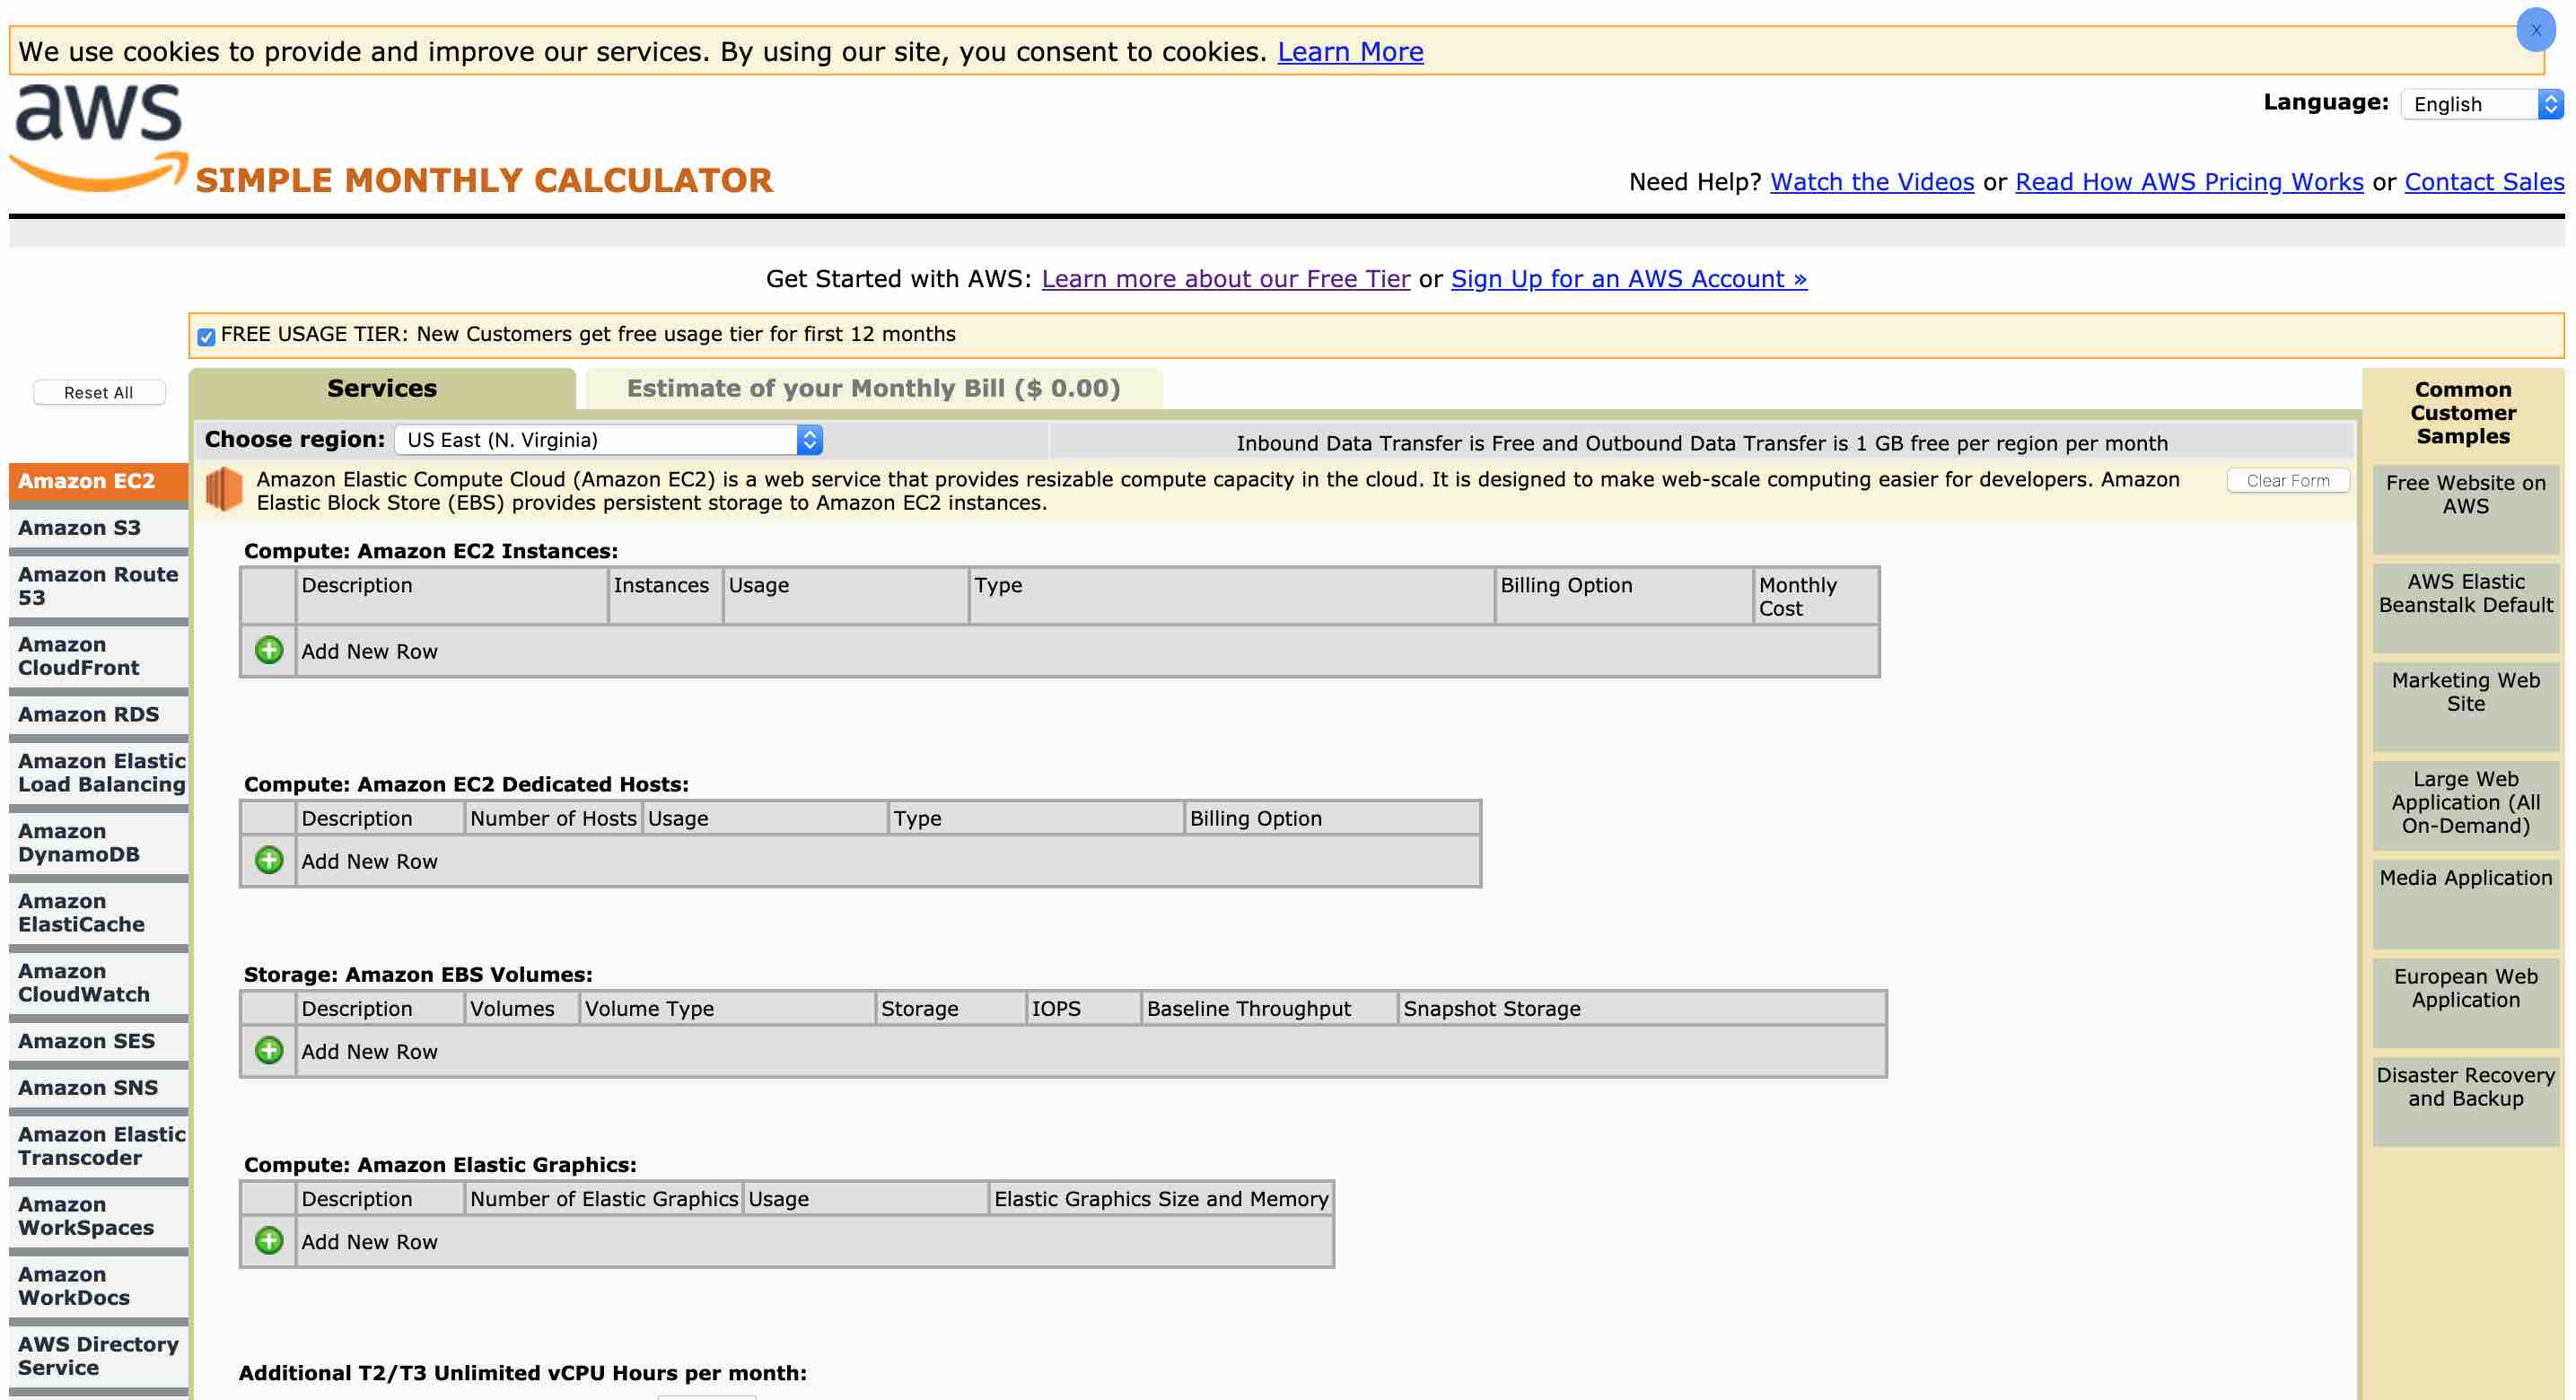 We use cookies to provide and improve our services. By using our site, you consent to cookies. Learn More
x
aws
SIMPLE MONTHLY CALCULATOR
Language: English
Need Help? Watch the Videos or Read How AWS Pricing Works or Contact Sales
Get Started with AWS: Learn more about our Free Tier or Sign Up for an AWS Account »
FREE USAGE TIER: New Customers get free usage tier for first 12 months
Reset All
Services
Estimate of your Monthly Bill ($ 0.00)
Choose region: US East (N. Virginia)
Inbound Data Transfer is Free and Outbound Data Transfer is 1 GB free per region per month
Amazon EC2
Amazon S3
Amazon Route
53
Amazon
CloudFront
Amazon RDS
Amazon Elastic
Load Balancing
Amazon
DynamoDB
Amazon
ElastiCache
Amazon
CloudWatch
Amazon SES
Amazon SNS
Amazon Elastic
Transcoder
Amazon
WorkSpaces
Amazon
WorkDocs
AWS Directory
Service
Amazon Elastic Compute Cloud (Amazon EC2) is a web service that provides resizable compute capacity in the cloud. It is designed to make web-scale computing easier for developers. Amazon
Elastic Block Store (EBS) provides persistent storage to Amazon EC2 instances.
Clear Form
Compute: Amazon EC2 Instances:
Description Instances Usage Type Billing Option Monthly
Cost
Add New Row
Compute: Amazon EC2 Dedicated Hosts:
Description Number of Hosts Usage Type Billing Option
Add New Row
Storage: Amazon EBS Volumes:
Description Volumes Volume Type Storage IOPS Baseline Throughput Snapshot Storage
Add New Row
Compute: Amazon Elastic Graphics:
Description Number of Elastic Graphics Usage Elastic Graphics Size and Memory
Add New Row
Additional T2/T3 Unlimited vCPU Hours per month:
Common
Customer
Samples
Free Website on
AWS
AWS Elastic
Beanstalk Default
Marketing Web
Site
Large Web
Application (All
On-Demand)
Media Application
European Web
Application
Disaster Recovery
and Backup